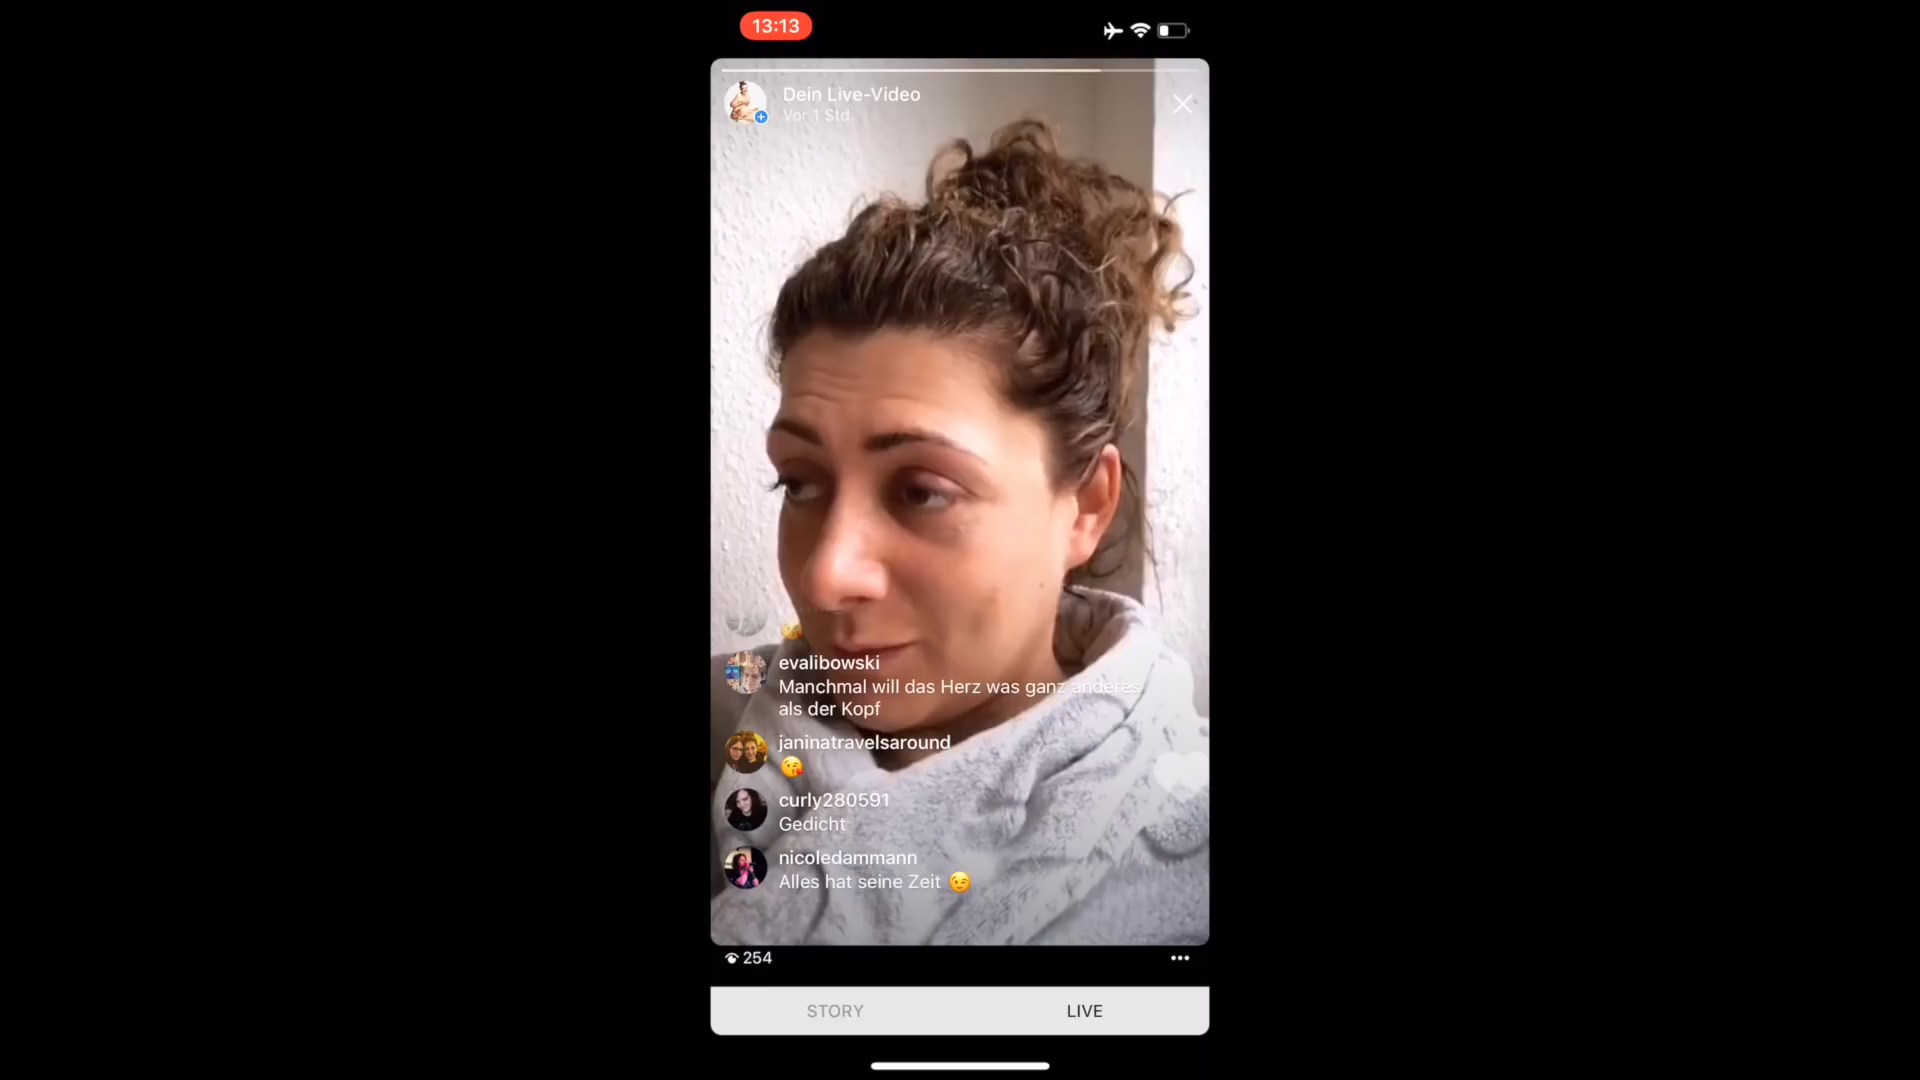 13:13
Dein Live-Video
Vor 1 Std.
evalibowski
Manchmal will das Herz was ganz anderes
als der Kopf
janinatravelsaround
😘
curly280591
Gedicht
nicoledammann
Alles hat seine Zeit 😉
254
STORY
LIVE